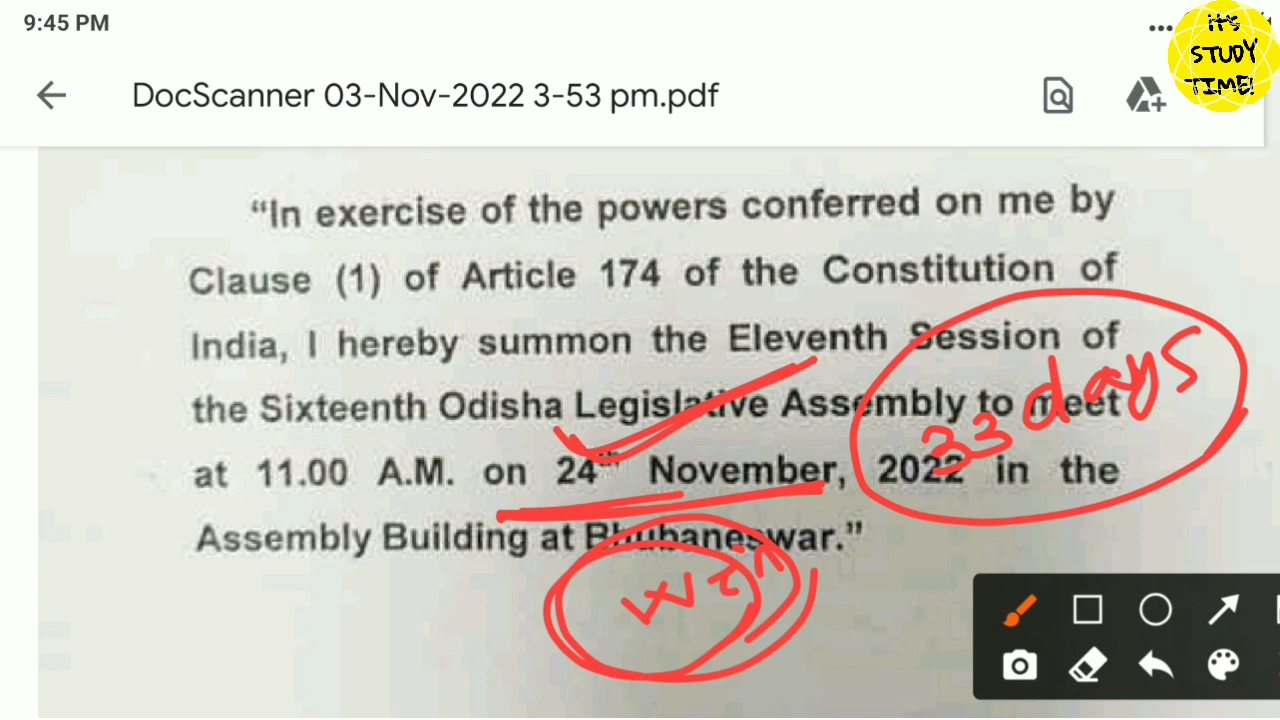 9:45 PM
IT'S
STUDY
TIME!
DocScanner 03-Nov-2022 3-53 pm.pdf
“In exercise of the powers conferred on me by
Clause (1) of Article 174 of the Constitution of
India, I hereby summon the Eleventh Session of
the Sixteenth Odisha Legislative Assembly to meet
33 days
at 11.00 A.M. on 24th November, 2022 in the
Assembly Building at Bhubaneswar.”
win